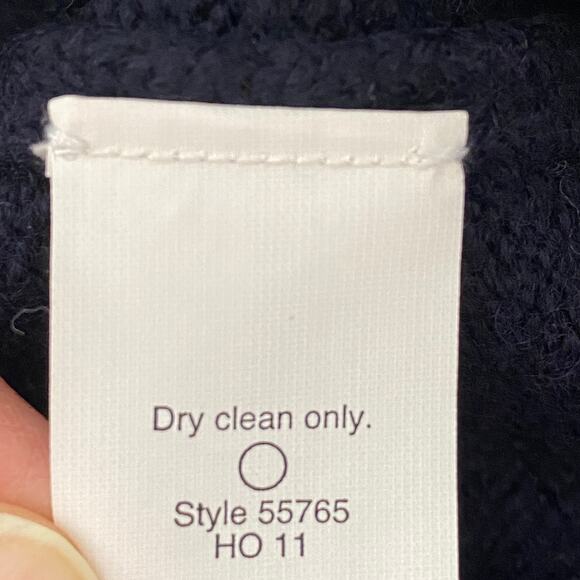 Dry clean only.
Style 55765
HO 11